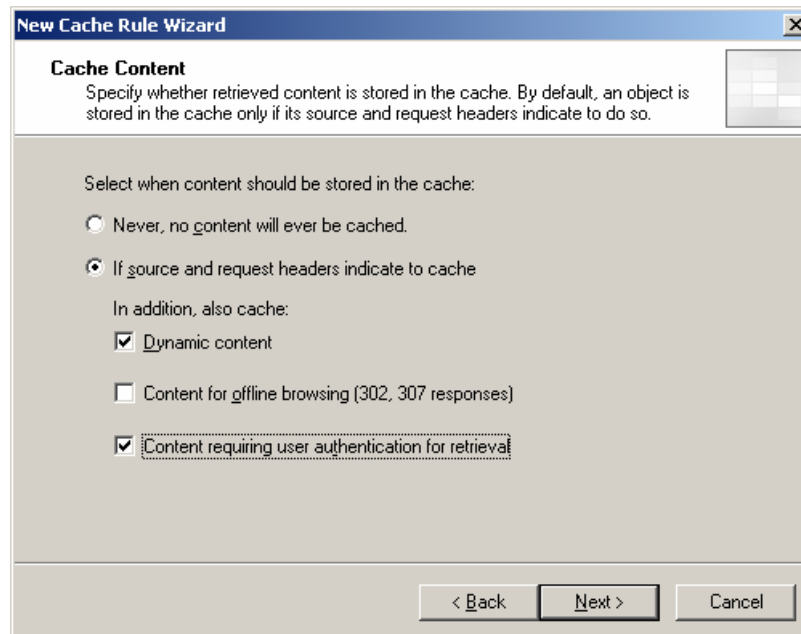 New Cache Rule Wizard
Cache Content
Specify whether retrieved content is stored in the cache. By default, an object is
stored in the cache only if its source and request headers indicate to do so.
Select when content should be stored in the cache:
Never, no content will ever be cached.
If source and request headers indicate to cache
In addition, also cache:
Dynamic content
Content for offline browsing (302, 307 responses)
Content requiring user authentication for retrieval
< Back Next > Cancel